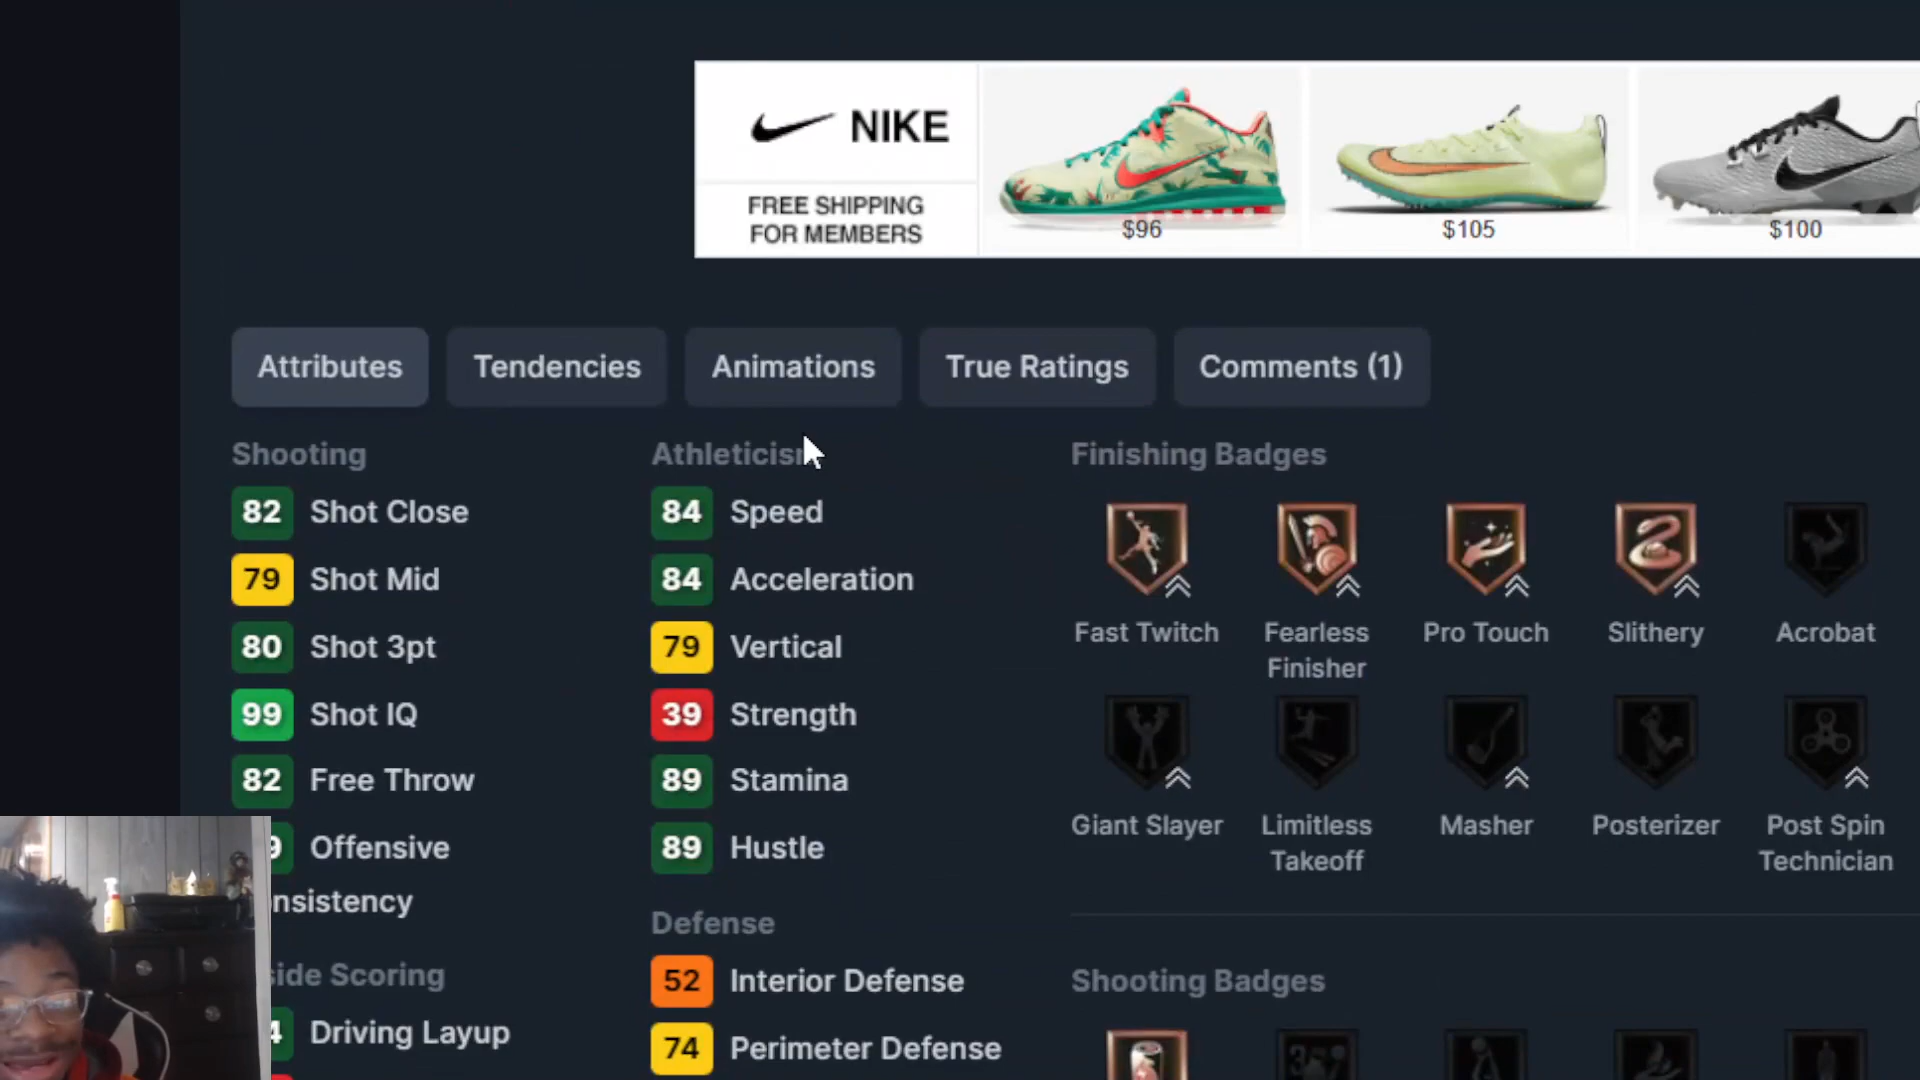 NIKE
FREE SHIPPING
FOR MEMBERS
$96
$105
$100
Attributes
Tendencies
Animations
True Ratings
Comments (1)
Shooting
82 Shot Close
79 Shot Mid
80 Shot 3pt
99 Shot IQ
82 Free Throw
9 Offensive
nsistency
side Scoring
4 Driving Layup
Athleticis
84 Speed
84 Acceleration
79 Vertical
39 Strength
89 Stamina
89 Hustle
Defense
52 Interior Defense
74 Perimeter Defense
Finishing Badges
Fast Twitch
Fearless
Finisher
Pro Touch
Slithery
Acrobat
Giant Slayer
Limitless
Takeoff
Masher
Posterizer
Post Spin
Technician
Shooting Badges